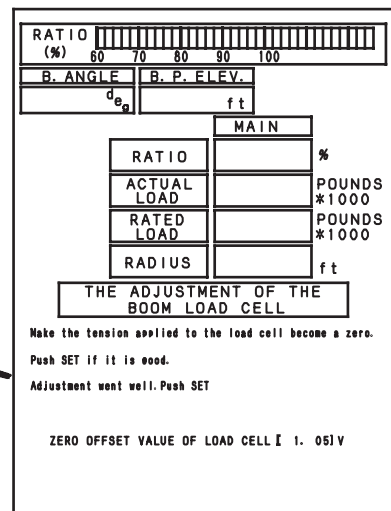 RATIO
(%) 60 70 80 90 100
B. ANGLE B. P. ELEV.
deg ft
MAIN
RATIO %
ACTUAL LOAD POUNDS *1000
RATED LOAD POUNDS *1000
RADIUS ft
THE ADJUSTMENT OF THE
BOOM LOAD CELL
Make the tension applied to the load cell become a zero.
Push SET if it is good.
Adjustment went well. Push SET
ZERO OFFSET VALUE OF LOAD CELL [ 1. 05] V